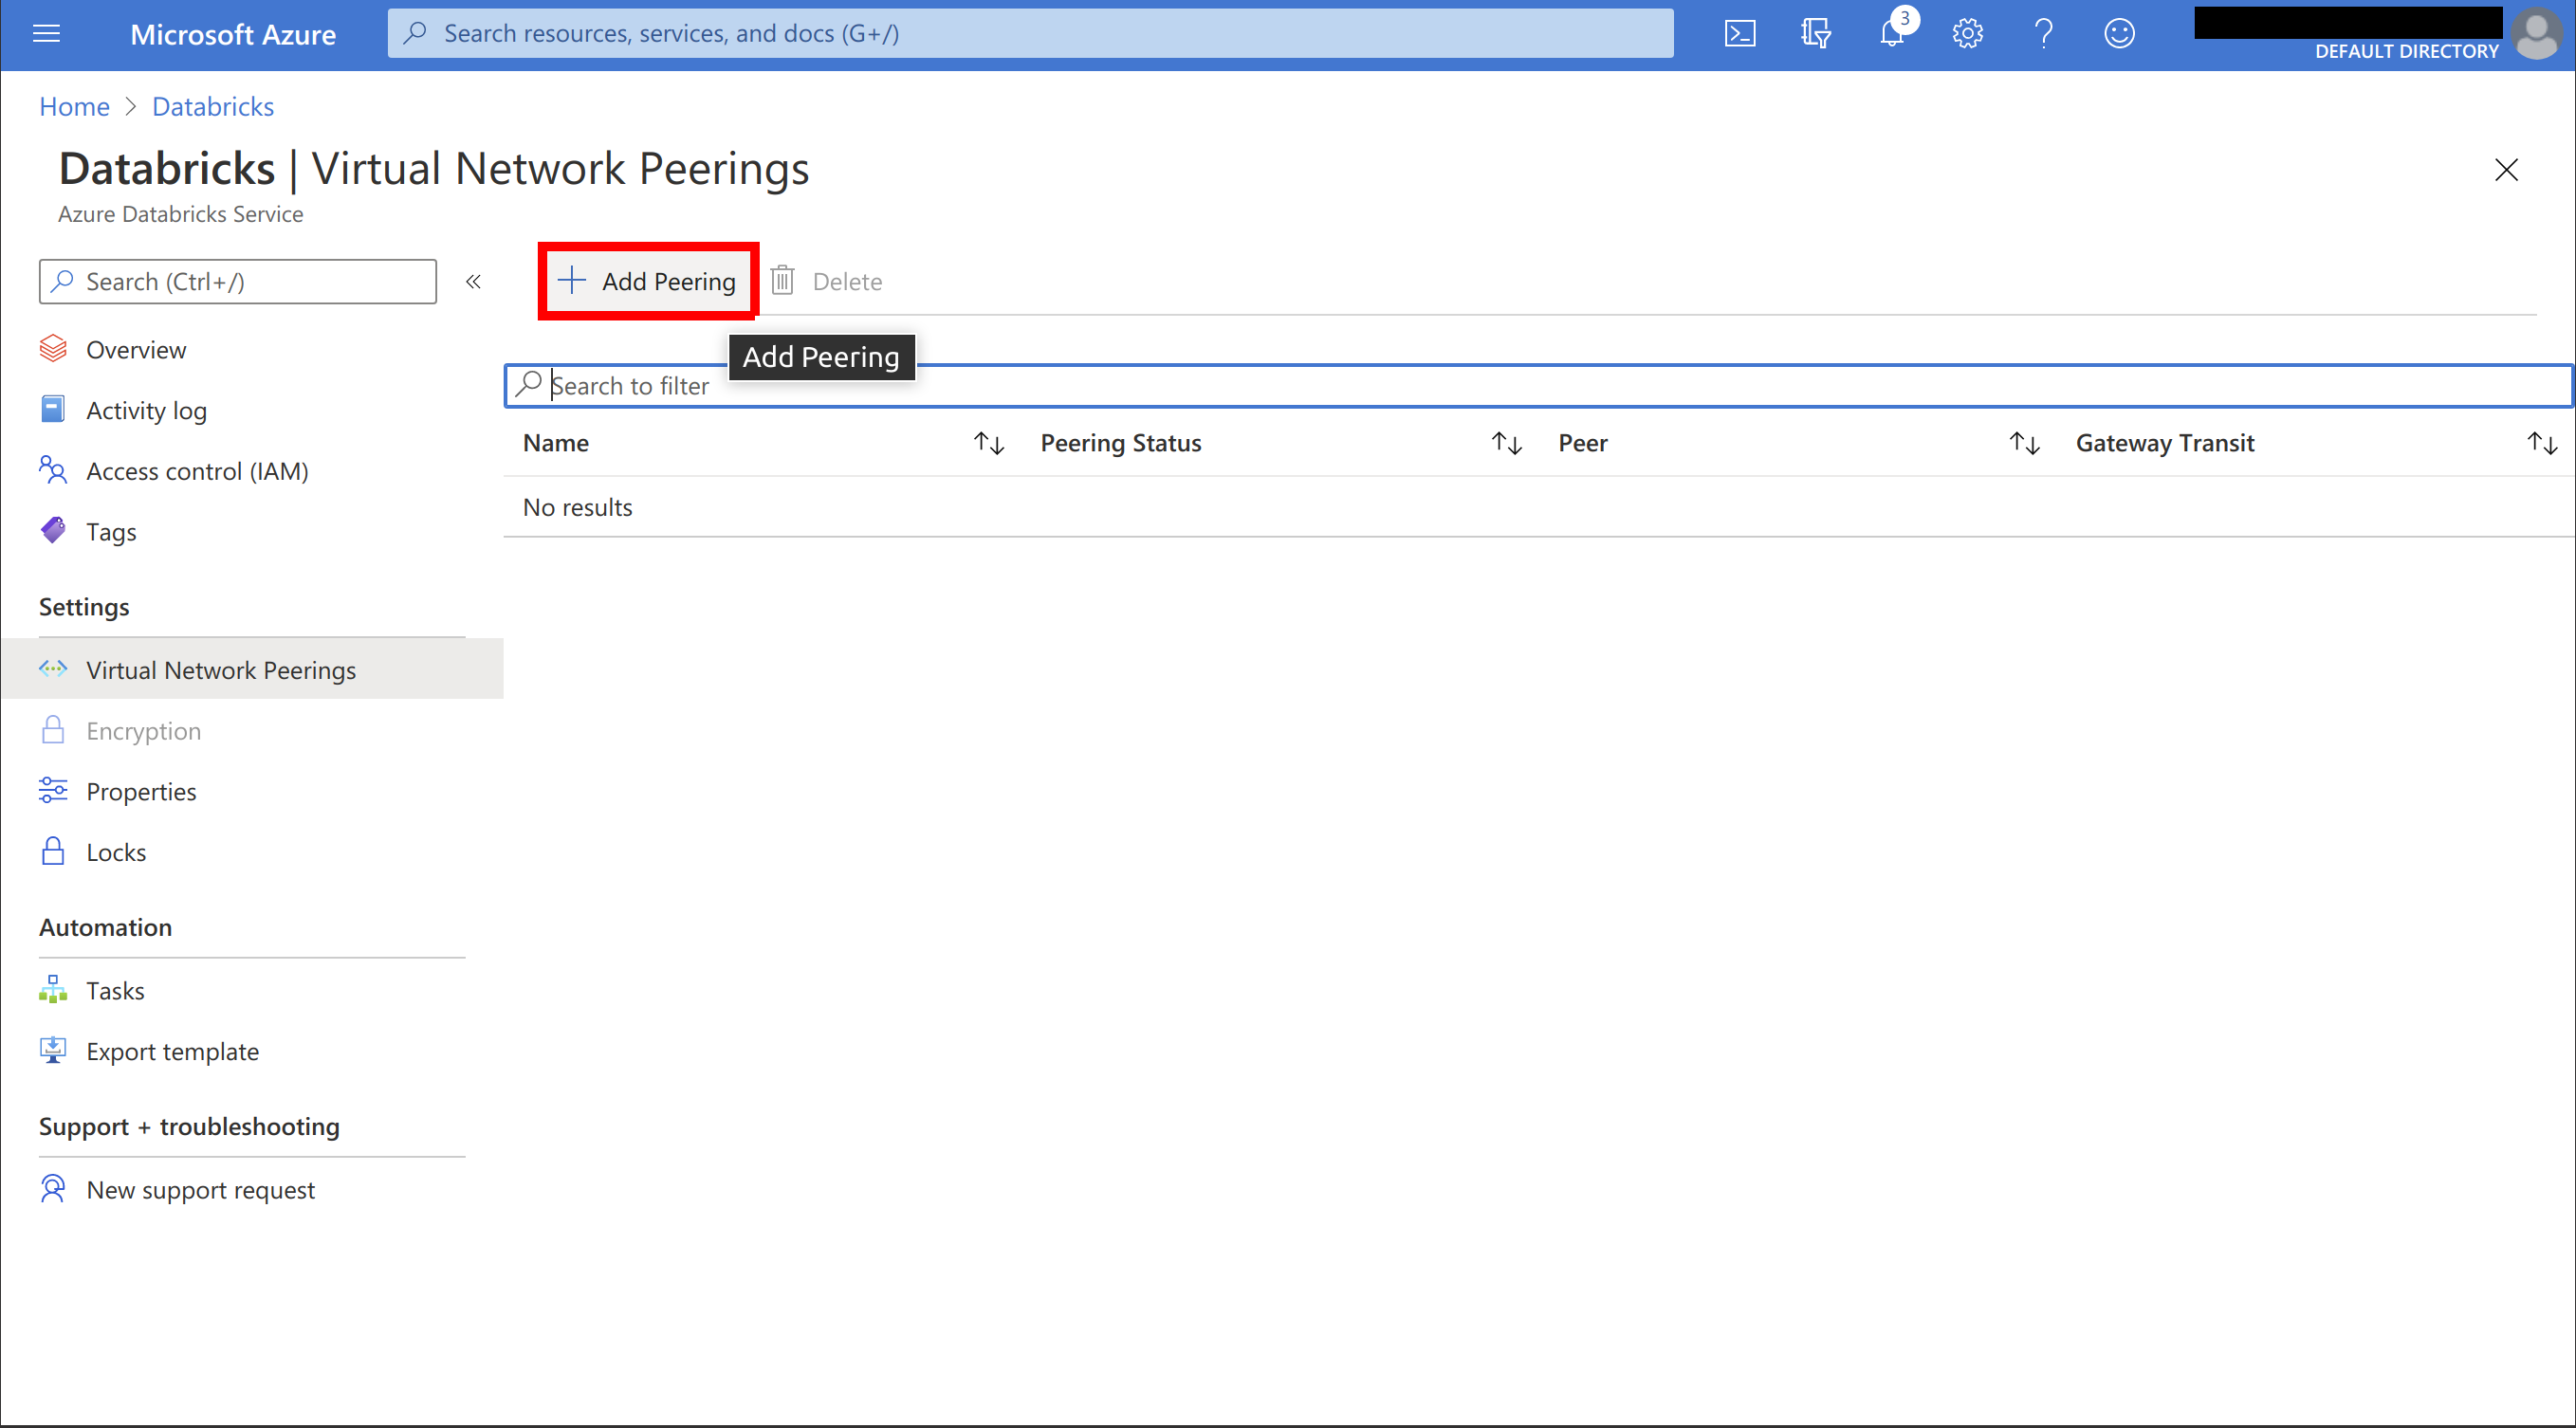 Microsoft Azure
Search resources, services, and docs (G+/)
3
DEFAULT DIRECTORY
Home > Databricks
Databricks | Virtual Network Peerings
Azure Databricks Service
Search (Ctrl+/)
«
Add Peering
Delete
Add Peering
Search to filter
Name
Peering Status
Peer
Gateway Transit
No results
Overview
Activity log
Access control (IAM)
Tags
Settings
Virtual Network Peerings
Encryption
Properties
Locks
Automation
Tasks
Export template
Support + troubleshooting
New support request